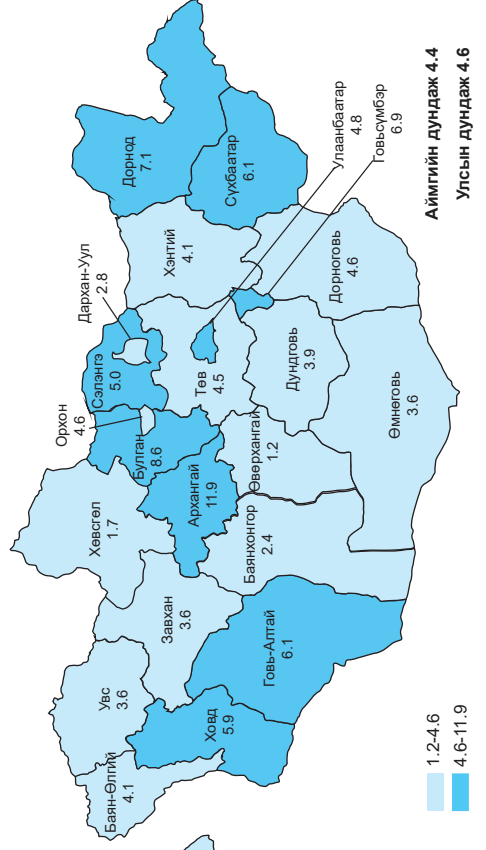 Баян-Өлгий
4.1
Увс
3.6
Ховд
5.9
Завхан
3.6
Говь-Алтай
6.1
Хөвсгөл
1.7
Баянхонгор
2.4
Архангай
11.9
Өверхангай
1.2
Булган
8.6
Орхон
4.6
Сэлэнгэ
5.0
Дархан-Уул
2.8
Төв
4.5
Дундговь
3.9
Өмнөговь
3.6
Хэнтий
4.1
Дорноговь
4.6
Дорнод
7.1
Сүхбаатар
6.1
Улаанбаатар
4.8
Говьсүмбэр
6.9
1.2-4.6
4.6-11.9
Аймгийн дундаж 4.4
Улсын дундаж 4.6